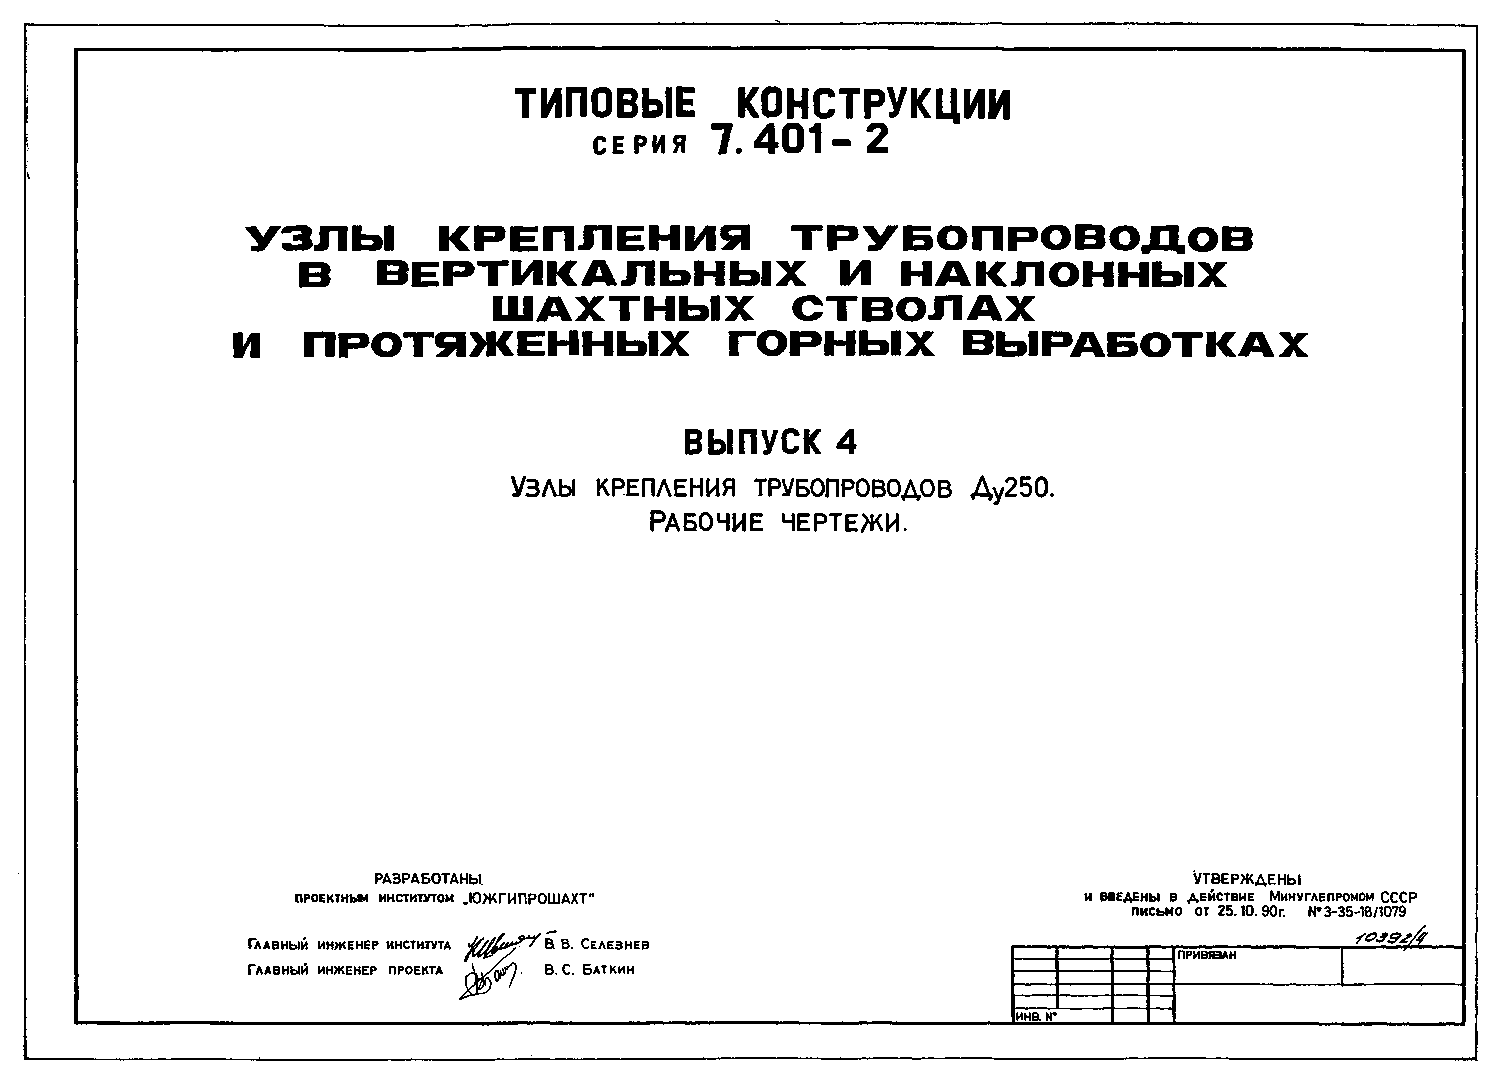 ТИПОВЫЕ КОНСТРУКЦИИ
СЕРИЯ 7.401-2
УЗЛЫ КРЕПЛЕНИЯ ТРУБОПРОВОДОВ
В ВЕРТИКАЛЬНЫХ И НАКЛОННЫХ
ШАХТНЫХ СТВОЛАХ
И ПРОТЯЖЕННЫХ ГОРНЫХ ВЫРАБОТКАХ
ВЫПУСК 4
УЗЛЫ КРЕПЛЕНИЯ ТРУБОПРОВОДОВ Ду250.
РАБОЧИЕ ЧЕРТЕЖИ.
РАЗРАБОТАНЫ
ПРОЕКТНЫМ ИНСТИТУТОМ „ЮЖГИПРОШАХТ"
ГЛАВНЫЙ ИНЖЕНЕР ИНСТИТУТА В. В. СЕЛЕЗНЕВ
ГЛАВНЫЙ ИНЖЕНЕР ПРОЕКТА В. С. БАТКИН
УТВЕРЖДЕНЫ
И ВВЕДЕНЫ В ДЕЙСТВИЕ МИНУГЛЕПРОМОМ СССР
ПИСЬМО ОТ 25.10.90г. №3-35-18/1079
10392/4
ПРИВЯЗАН
ИНВ. №